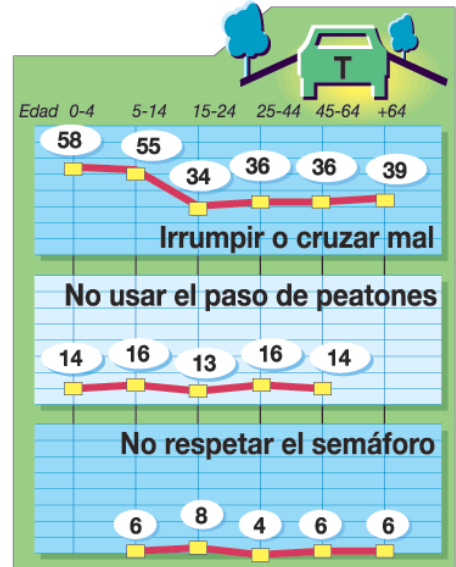 T
Edad 0-4 5-14 15-24 25-44 45-64 +64
58 55 34 36 36 39
Irrumpir o cruzar mal
No usar el paso de peatones
14 16 13 16 14
No respetar el semáforo
6 8 4 6 6